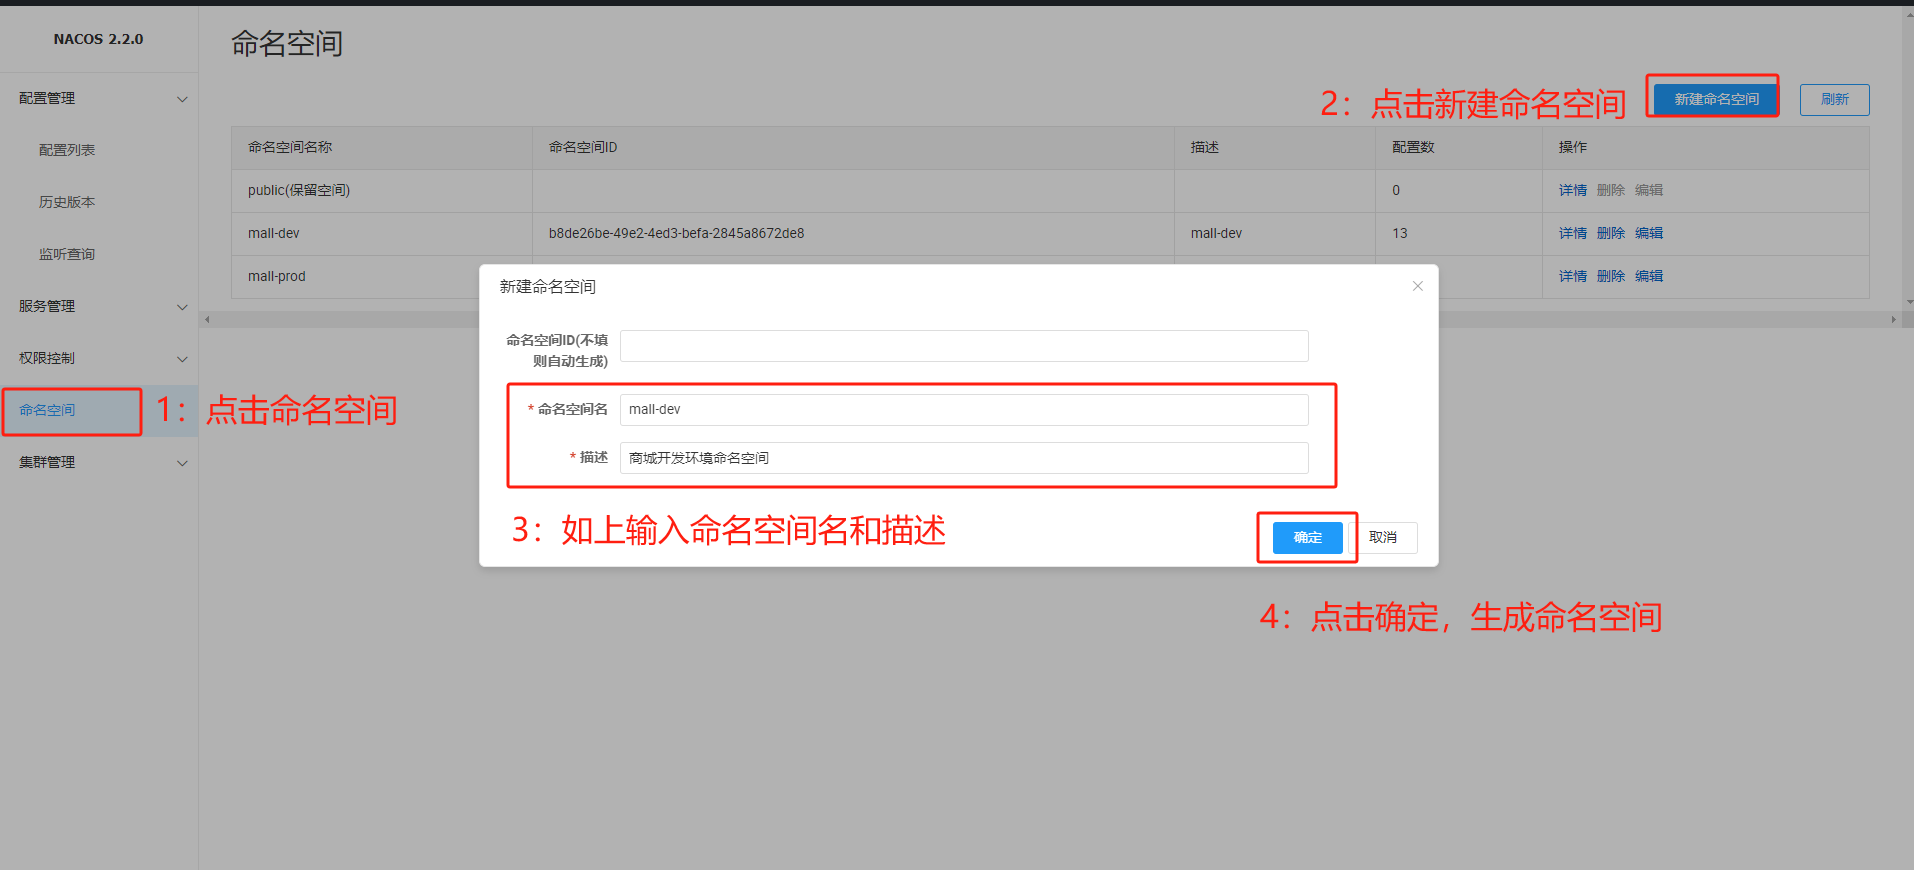 NACOS 2.2.0
命名空间
配置管理
配置列表
历史版本
监听查询
服务管理
权限控制
命名空间
集群管理
1：点击命名空间
2：点击新建命名空间
新建命名空间
刷新
命名空间名称 命名空间ID 描述 配置数 操作
public(保留空间) 0 详情 删除 编辑
mall-dev b8de26be-49e2-4ed3-befa-2845a8672de8 mall-dev 13 详情 删除 编辑
mall-prod 详情 删除 编辑
新建命名空间
命名空间ID(不填
则自动生成)
* 命名空间名 mall-dev
* 描述 商城开发环境命名空间
3：如上输入命名空间名和描述
确定 取消
4：点击确定，生成命名空间